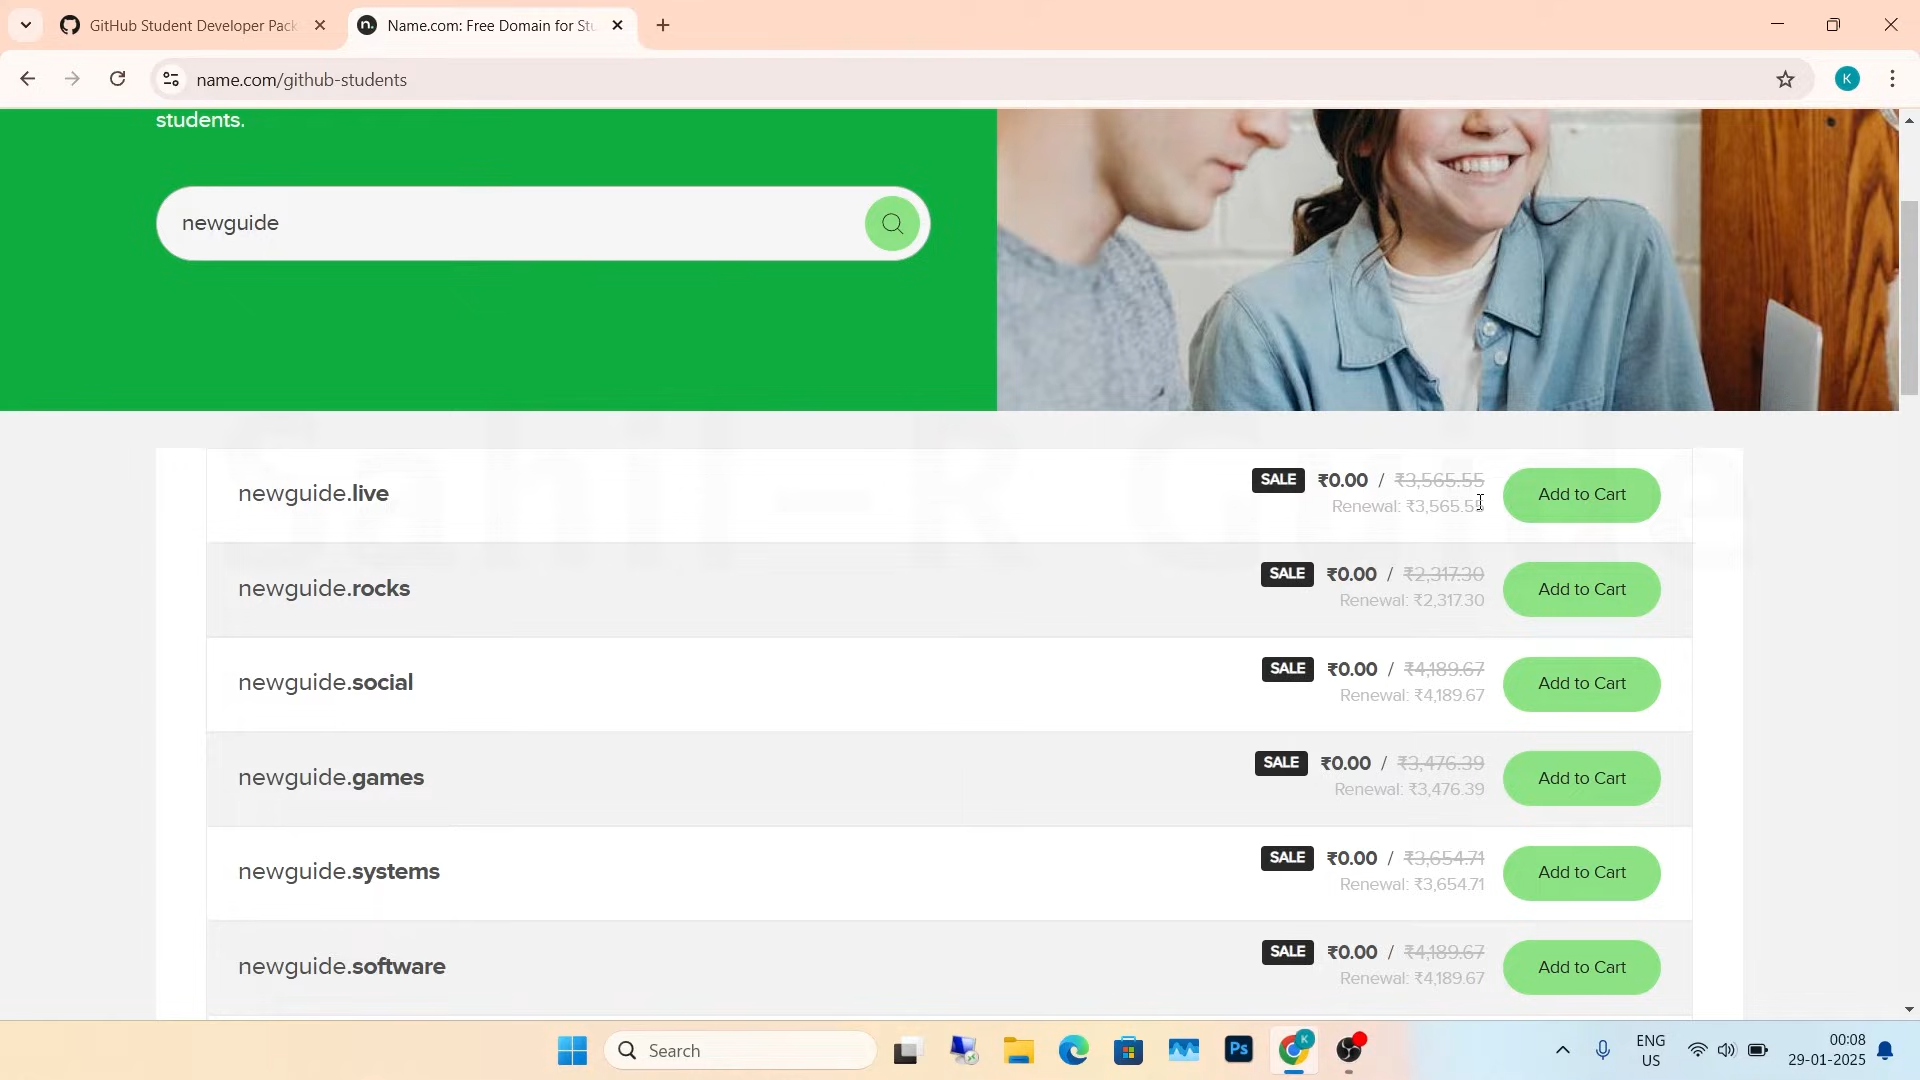 GitHub Student Developer Pack
Name.com: Free Domain for Stu
name.com/github-students
K
students.
newguide
Sahil-R Guide
newguide.live
SALE ₹0.00 / ₹3,565.55
Renewal: ₹3,565.55
Add to Cart
newguide.rocks
SALE ₹0.00 / ₹2,317.30
Renewal: ₹2,317.30
Add to Cart
newguide.social
SALE ₹0.00 / ₹4,189.67
Renewal: ₹4,189.67
Add to Cart
newguide.games
SALE ₹0.00 / ₹3,476.39
Renewal: ₹3,476.39
Add to Cart
newguide.systems
SALE ₹0.00 / ₹3,654.71
Renewal: ₹3,654.71
Add to Cart
newguide.software
SALE ₹0.00 / ₹4,189.67
Renewal: ₹4,189.67
Add to Cart
Search
Ps
K
ENG
US
00:08
29-01-2025